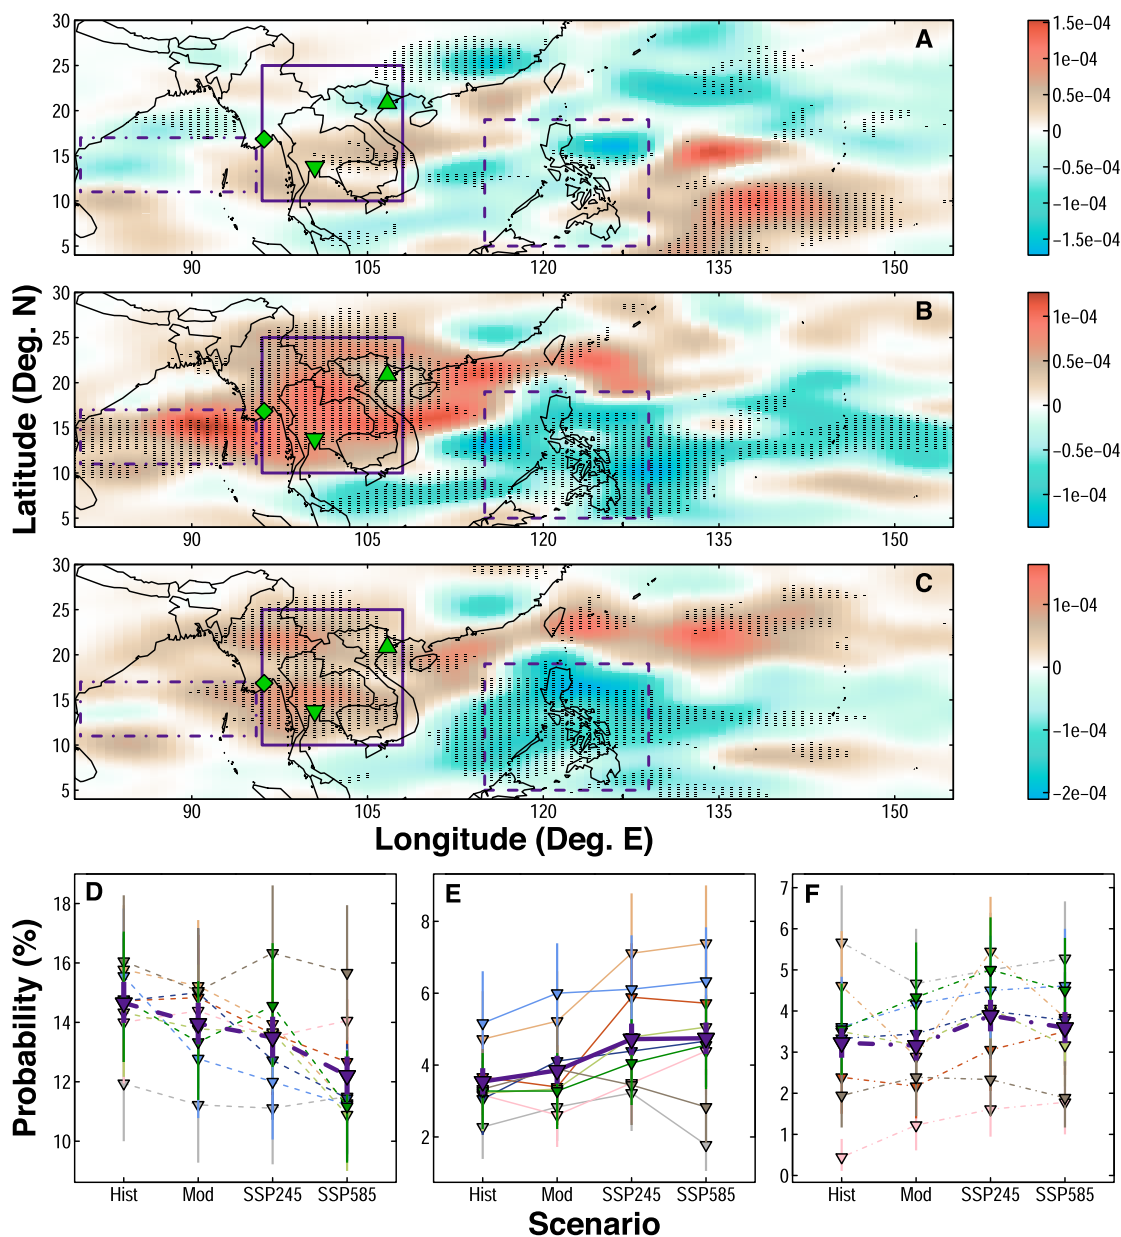 A
30
25
20
15
10
5
90
105
120
135
150
1.5e-04
1e-04
0.5e-04
0
-0.5e-04
-1e-04
-1.5e-04
B
30
25
20
15
10
5
90
105
120
135
150
1e-04
0.5e-04
0
-0.5e-04
-1e-04
C
30
25
20
15
10
5
90
105
120
135
150
1e-04
0
-1e-04
-2e-04
Latitude (Deg. N)
Longitude (Deg. E)
D
18
16
14
12
10
Hist Mod SSP245 SSP585
E
8
6
4
2
Hist Mod SSP245 SSP585
F
7
6
5
4
3
2
1
0
Hist Mod SSP245 SSP585
Probability (%)
Scenario